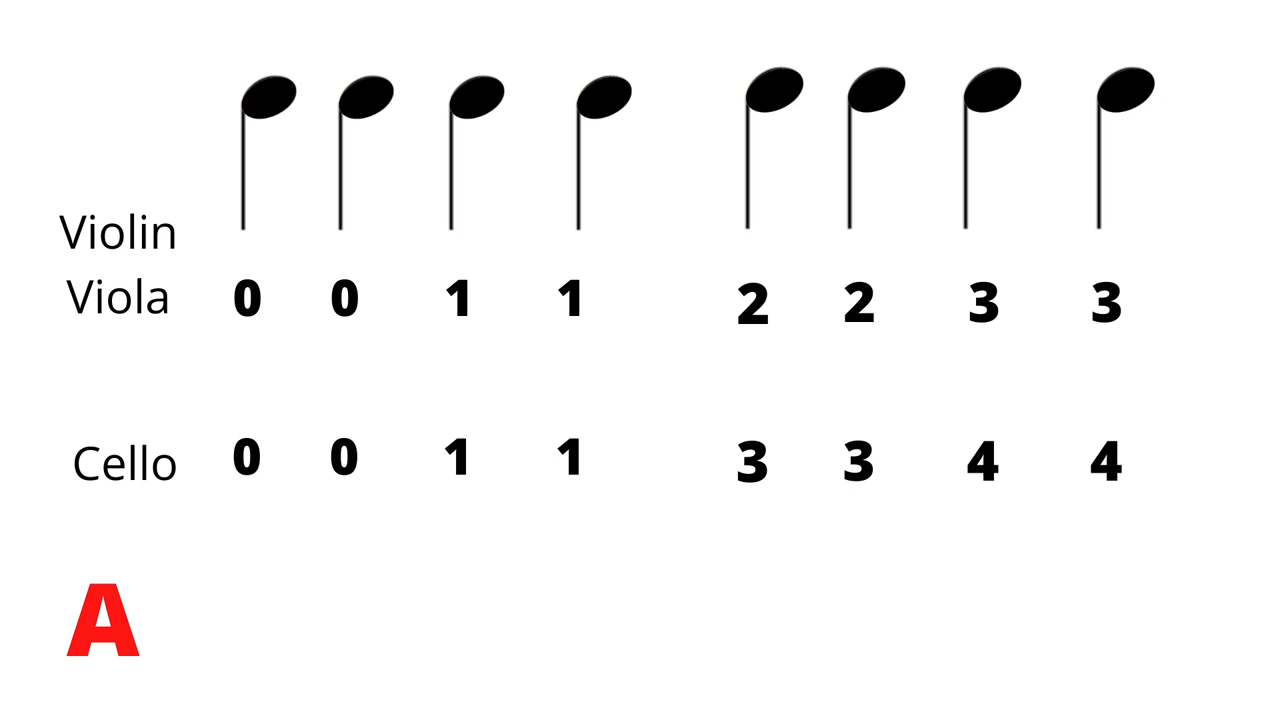 Violin
Viola 0 0 1 1 2 2 3 3
Cello 0 0 1 1 3 3 4 4
A